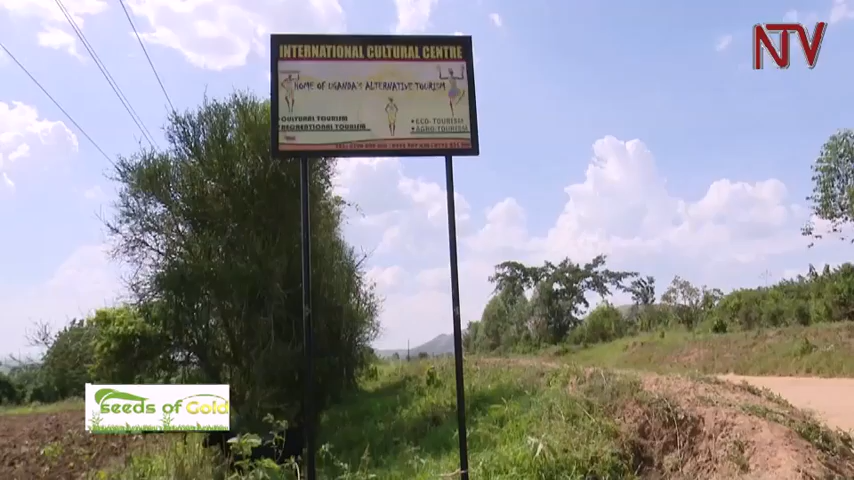 INTERNATIONAL CULTURAL CENTRE
HOME OF UGANDA'S ALTERNATIVE TOURISM
CULTURAL TOURISM
RECREATIONAL TOURISM
ECO-TOURISM
AGRO TOURISM
NTV
seeds of Gold